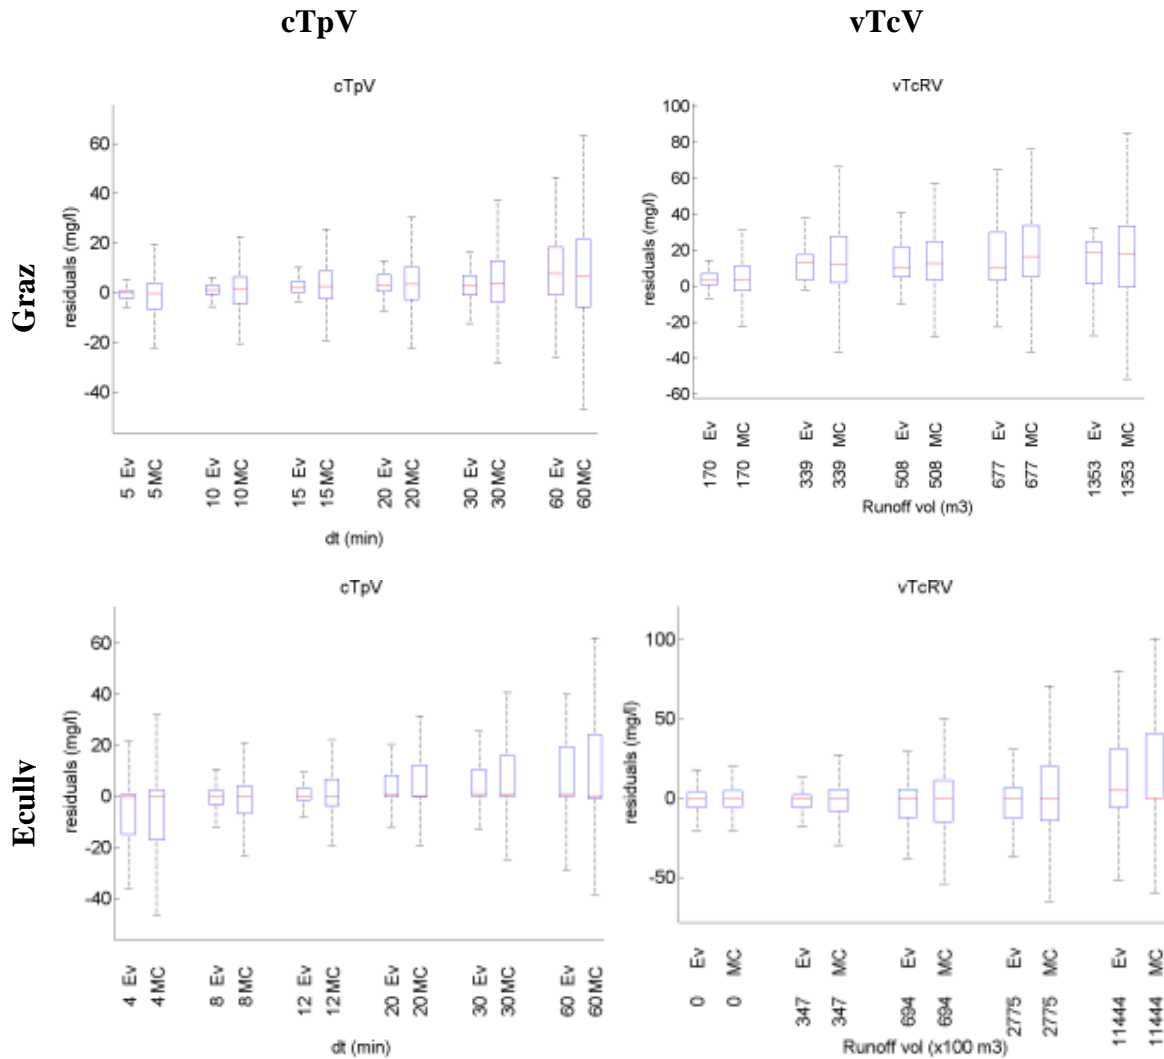 cTpV vTcV
Graz
cTpV
residuals (mg/l)
60
40
20
0
-20
-40
5 Ev
5 MC
10 Ev
10 MC
15 Ev
15 MC
20 Ev
20 MC
30 Ev
30 MC
60 Ev
60 MC
dt (min)
vTcRV
residuals (mg/l)
100
80
60
40
20
0
-20
-40
-60
170 Ev
170 MC
339 Ev
339 MC
508 Ev
508 MC
677 Ev
677 MC
1353 Ev
1353 MC
Runoff vol (m3)
Ecully
cTpV
residuals (mg/l)
60
40
20
0
-20
-40
4 Ev
4 MC
8 Ev
8 MC
12 Ev
12 MC
20 Ev
20 MC
30 Ev
30 MC
60 Ev
60 MC
dt (min)
vTcRV
residuals (mg/l)
100
50
0
-50
0 Ev
0 MC
347 Ev
347 MC
694 Ev
694 MC
2775 Ev
2775 MC
11444 Ev
11444 MC
Runoff vol (x100 m3)